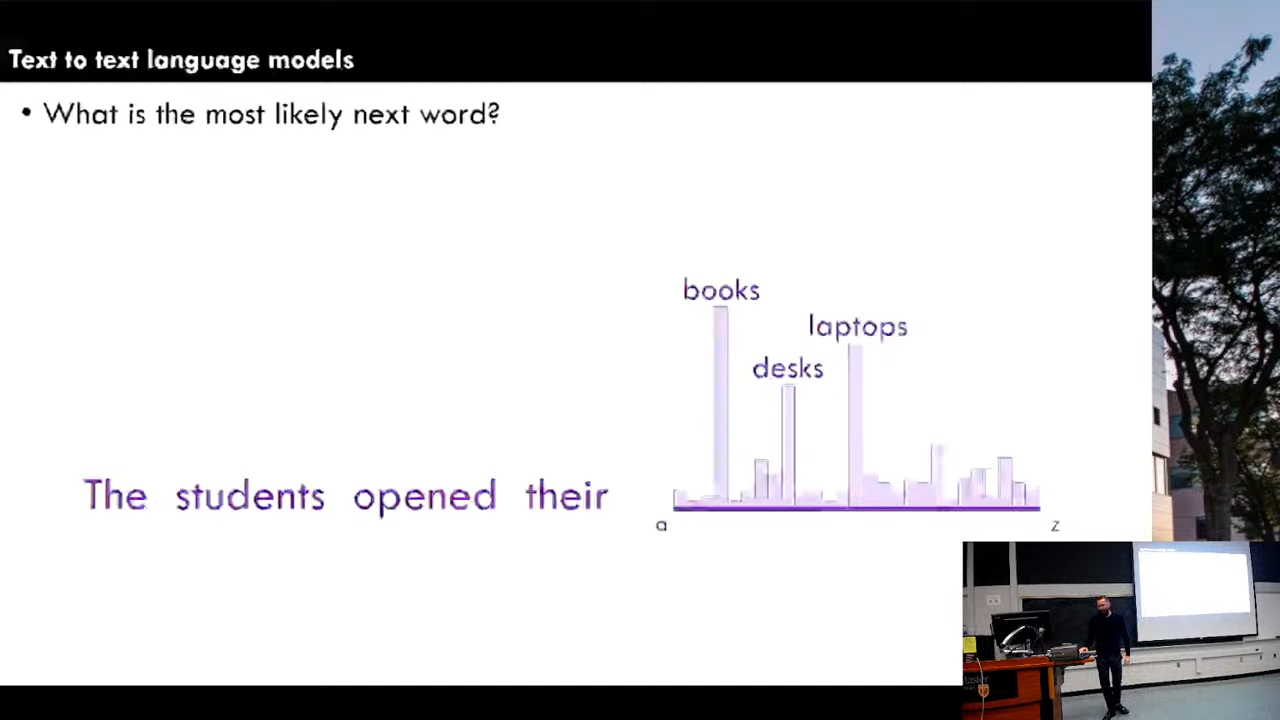 Text to text language models
• What is the most likely next word?
books
laptops
desks
The students opened their
a
z